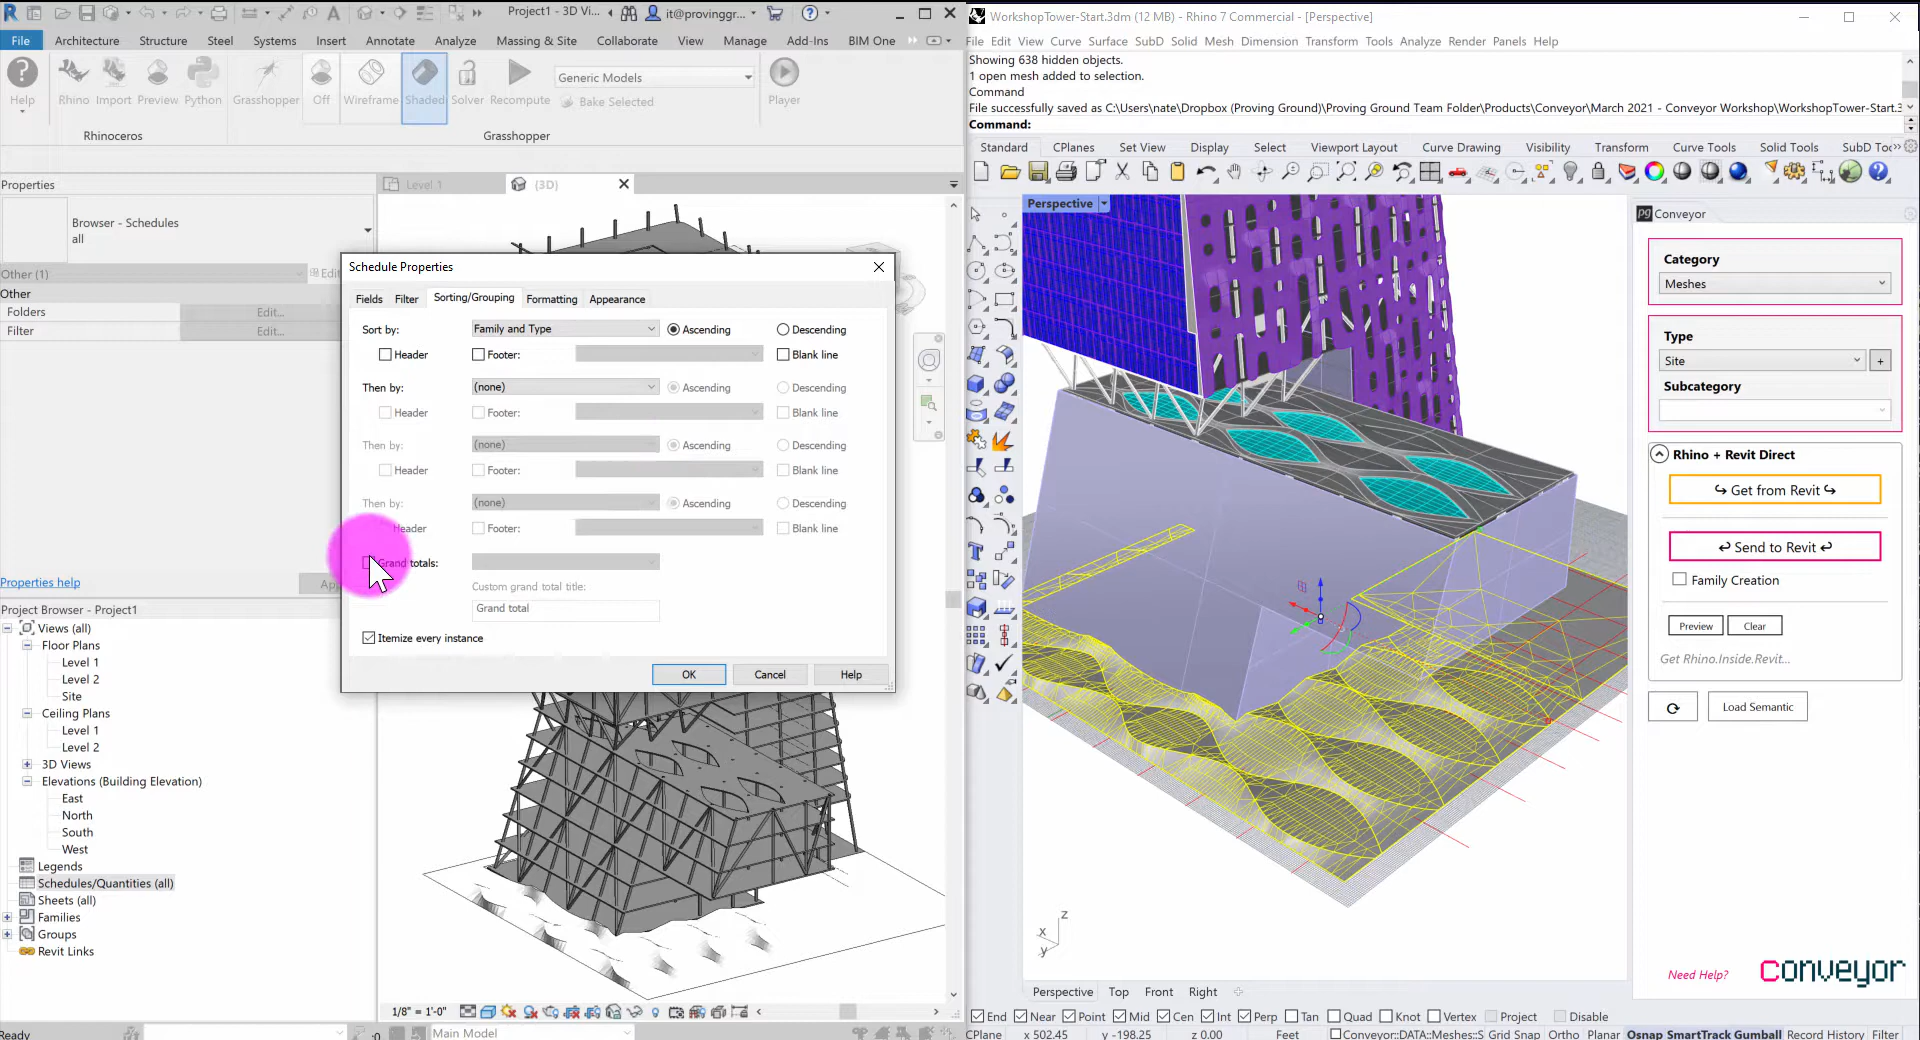 Project1 - 3D Vi...
it@provinggr...
File
Architecture
Structure
Steel
Systems
Insert
Annotate
Analyze
Massing & Site
Collaborate
View
Manage
Add-Ins
BIM One
Help
Rhino
Import
Preview
Python
Grasshopper
Off
Wireframe
Shaded
Solver
Recompute
Generic Models
Bake Selected
Player
Rhinoceros
Grasshopper
Properties
Browser - Schedules
all
Other (1)
Edit
Other
Folders
Edit...
Filter
Edit...
Properties help
App
Level 1
(3D)
Project Browser - Project1
Views (all)
Floor Plans
Level 1
Level 2
Site
Ceiling Plans
Level 1
Level 2
3D Views
Elevations (Building Elevation)
East
North
South
West
Legends
Schedules/Quantities (all)
Sheets (all)
Families
Groups
Revit Links
Schedule Properties
Fields
Filter
Sorting/Grouping
Formatting
Appearance
Sort by:
Family and Type
Ascending
Descending
Header
Footer:
Blank line
Then by:
(none)
Ascending
Descending
Header
Footer:
Blank line
Then by:
(none)
Ascending
Descending
Header
Footer:
Blank line
Then by:
(none)
Ascending
Descending
Header
Footer:
Blank line
Grand totals:
Custom grand total title:
Grand total
Itemize every instance
OK
Cancel
Help
1/8" = 1'-0"
Ready
:0
Main Model
WorkshopTower-Start.3dm (12 MB) - Rhino 7 Commercial - [Perspective]
File Edit View Curve Surface SubD Solid Mesh Dimension Transform Tools Analyze Render Panels Help
Showing 638 hidden objects.
1 open mesh added to selection.
Command
File successfully saved as C:\Users\nate\Dropbox (Proving Ground)\Proving Ground Team Folder\Products\Conveyor\March 2021 - Conveyor Workshop\WorkshopTower-Start.3
Command:
Standard
CPlanes
Set View
Display
Select
Viewport Layout
Curve Drawing
Visibility
Transform
Curve Tools
Solid Tools
SubD Toc
Perspective
z
x
y
Perspective
Top
Front
Right
End
Near
Point
Mid
Cen
Int
Perp
Tan
Quad
Knot
Vertex
Project
Disable
CPlane
x 502.45
y -198.25
z 0.00
Feet
Conveyor::DATA::Meshes::S
Grid Snap
Ortho
Planar
Osnap
SmartTrack
Gumball
Record History
Filter
pg Conveyor
Category
Meshes
Type
Site
+
Subcategory
Rhino + Revit Direct
Get from Revit
Send to Revit
Family Creation
Preview
Clear
Get Rhino.Inside.Revit...
Load Semantic
Need Help?
conveyor